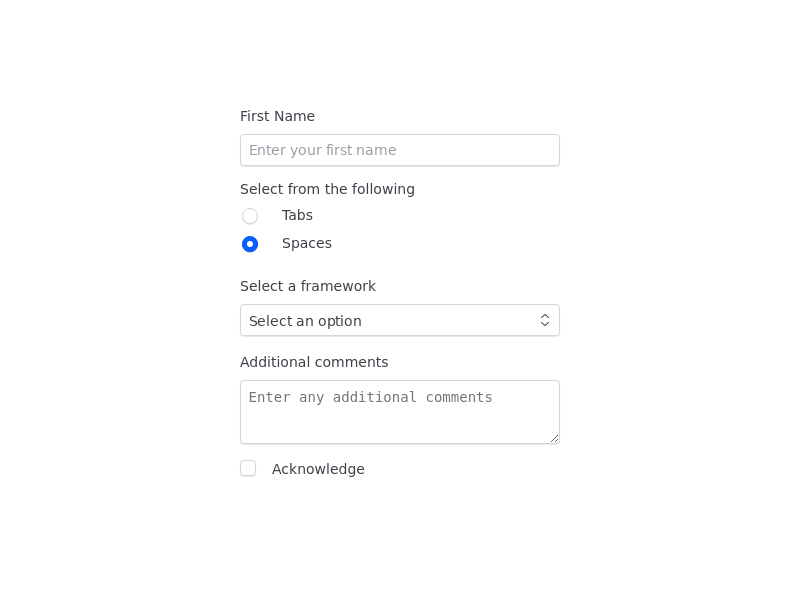 First Name
Enter your first name
Select from the following
Tabs
Spaces
Select a framework
Select an option
Additional comments
Enter any additional comments
Acknowledge